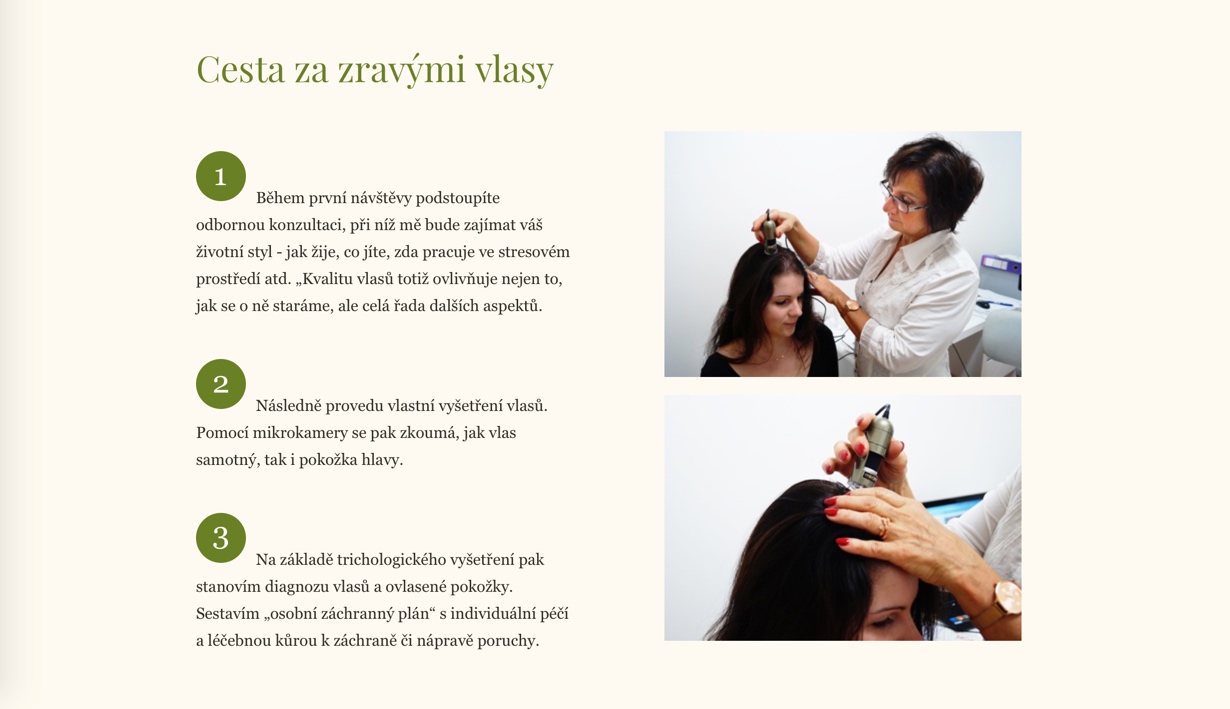 Cesta za zravými vlasy
1
Během první návštěvy podstoupíte
odbornou konzultaci, při níž mě bude zajímat váš
životní styl - jak žije, co jíte, zda pracuje ve stresovém
prostředí atd. „Kvalitu vlasů totiž ovlivňuje nejen to,
jak se o ně staráme, ale celá řada dalších aspektů.
2
Následně provedu vlastní vyšetření vlasů.
Pomocí mikrokamery se pak zkoumá, jak vlas
samotný, tak i pokožka hlavy.
3
Na základě trichologického vyšetření pak
stanovím diagnozu vlasů a ovlasené pokožky.
Sestavím „osobní záchranný plán“ s individuální péčí
a léčebnou kůrou k záchraně či nápravě poruchy.